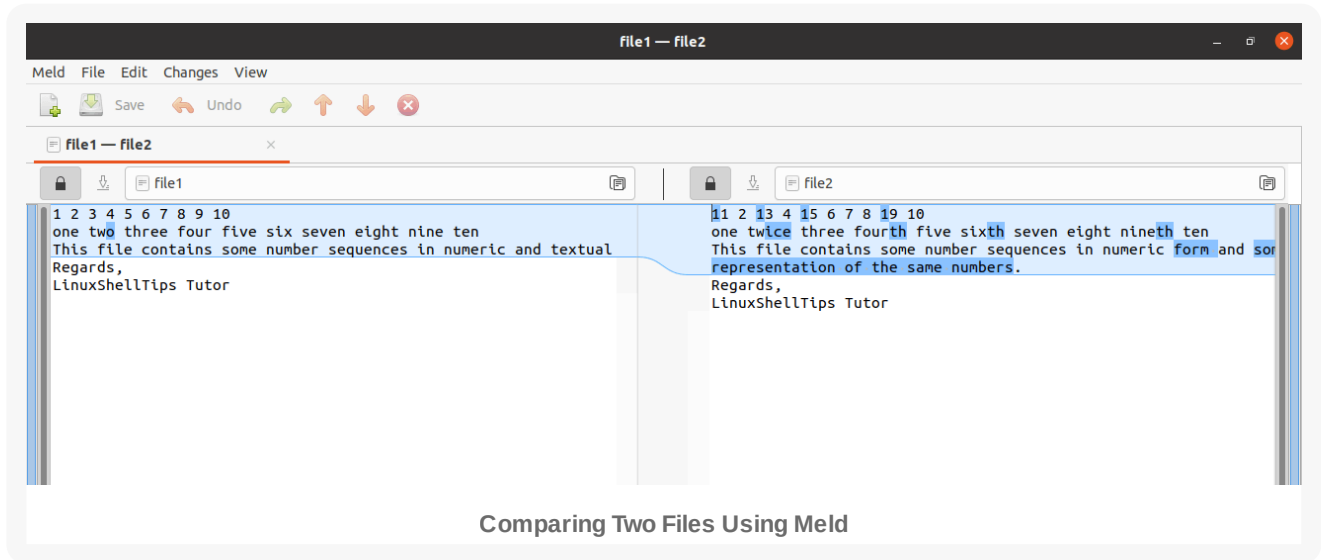 file1 — file2
Meld File Edit Changes View
Save Undo
file1 — file2
file1
file2
1 2 3 4 5 6 7 8 9 10
one two three four five six seven eight nine ten
This file contains some number sequences in numeric and textual
Regards,
LinuxShellTips Tutor
11 2 13 4 15 6 7 8 19 10
one twice three fourth five sixth seven eight nineth ten
This file contains some number sequences in numeric form and
representation of the same numbers.
Regards,
LinuxShellTips Tutor
Comparing Two Files Using Meld